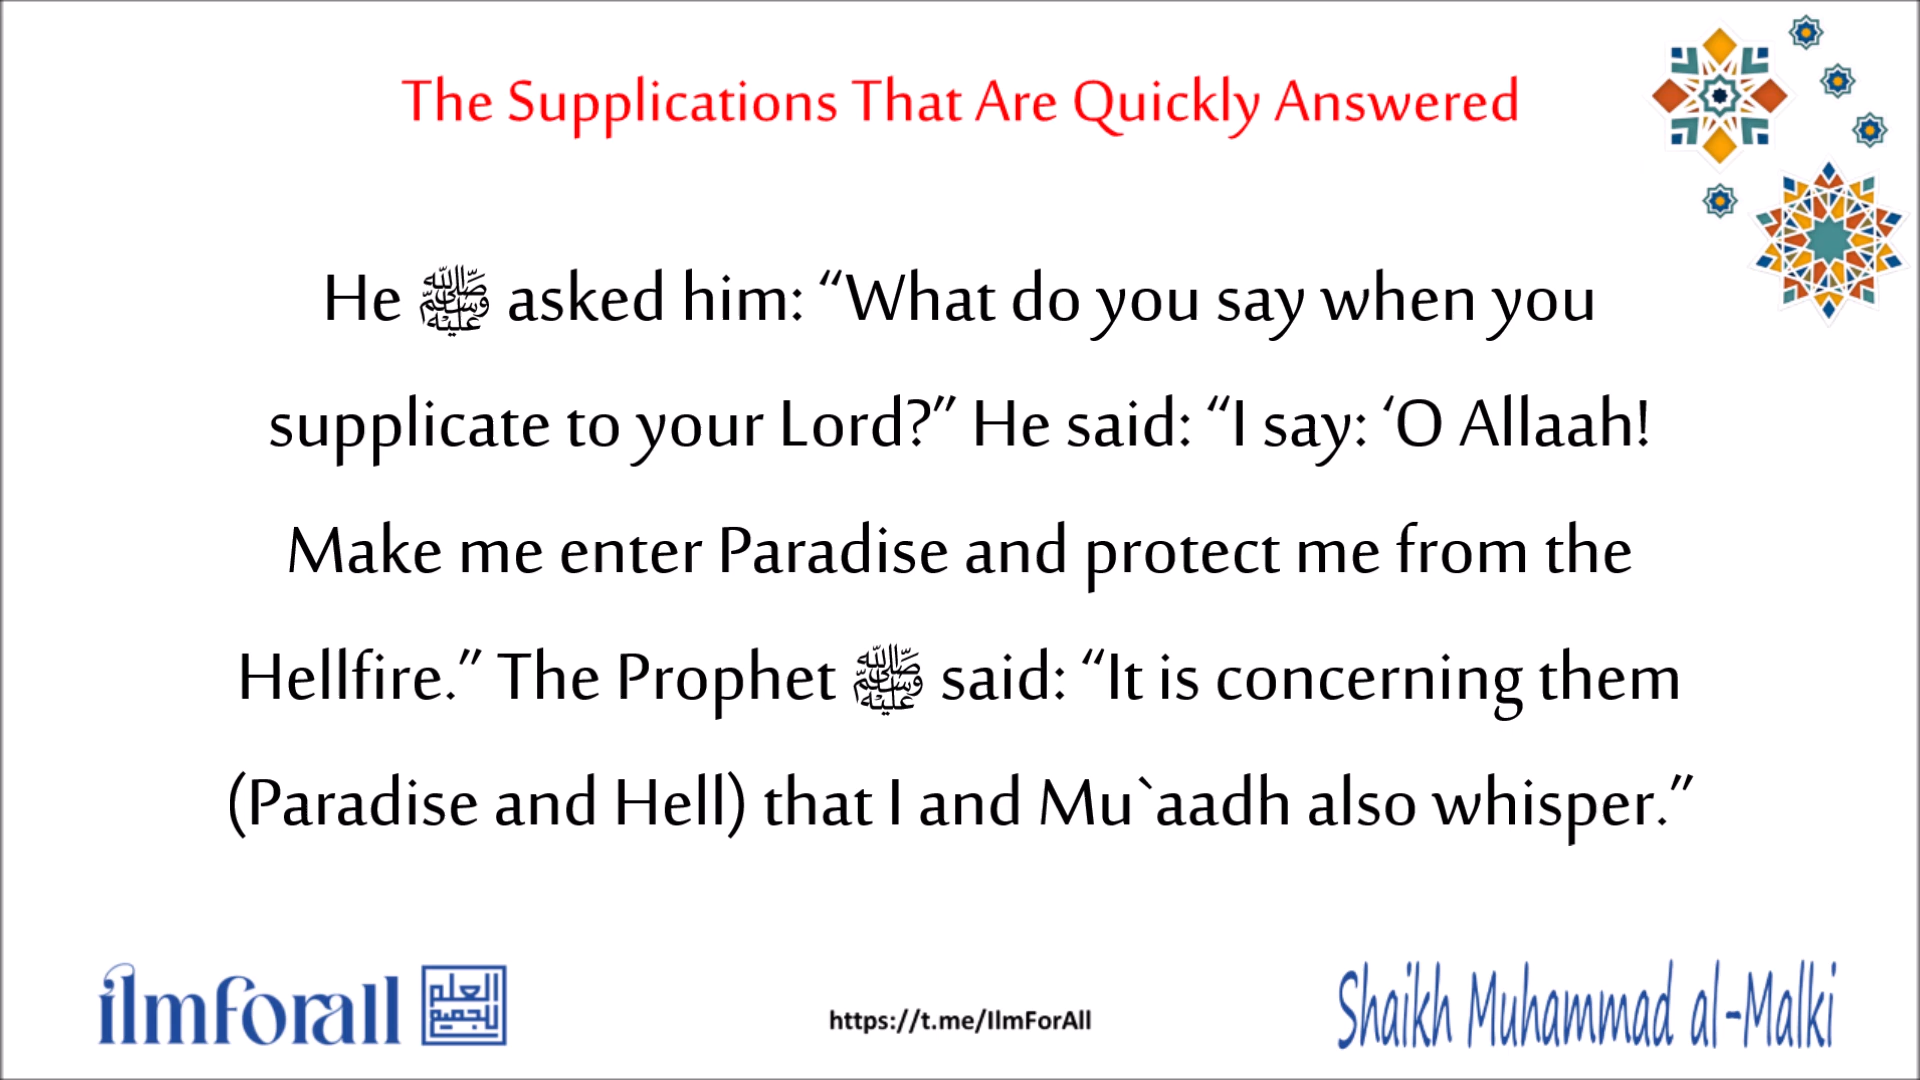 The Supplications That Are Quickly Answered
He ﷺ asked him: “What do you say when you
supplicate to your Lord?” He said: “I say: ‘O Allaah!
Make me enter Paradise and protect me from the
Hellfire.” The Prophet ﷺ said: “It is concerning them
(Paradise and Hell) that I and Mu`aadh also whisper.”
ilmforall العلم للجميع
https://t.me/IlmForAll
Shaikh Muhammad al-Malki